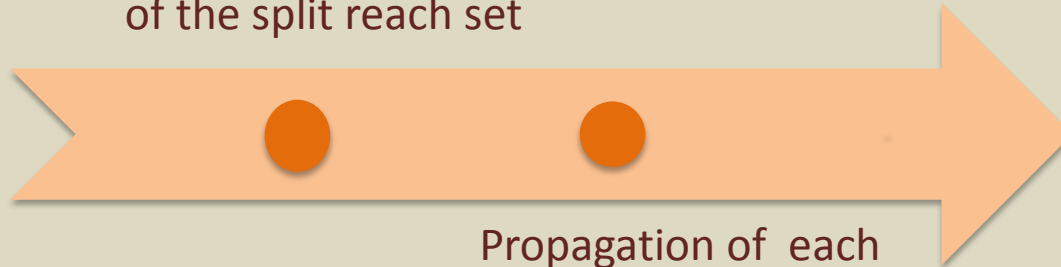 of the split reach set
Propagation of each